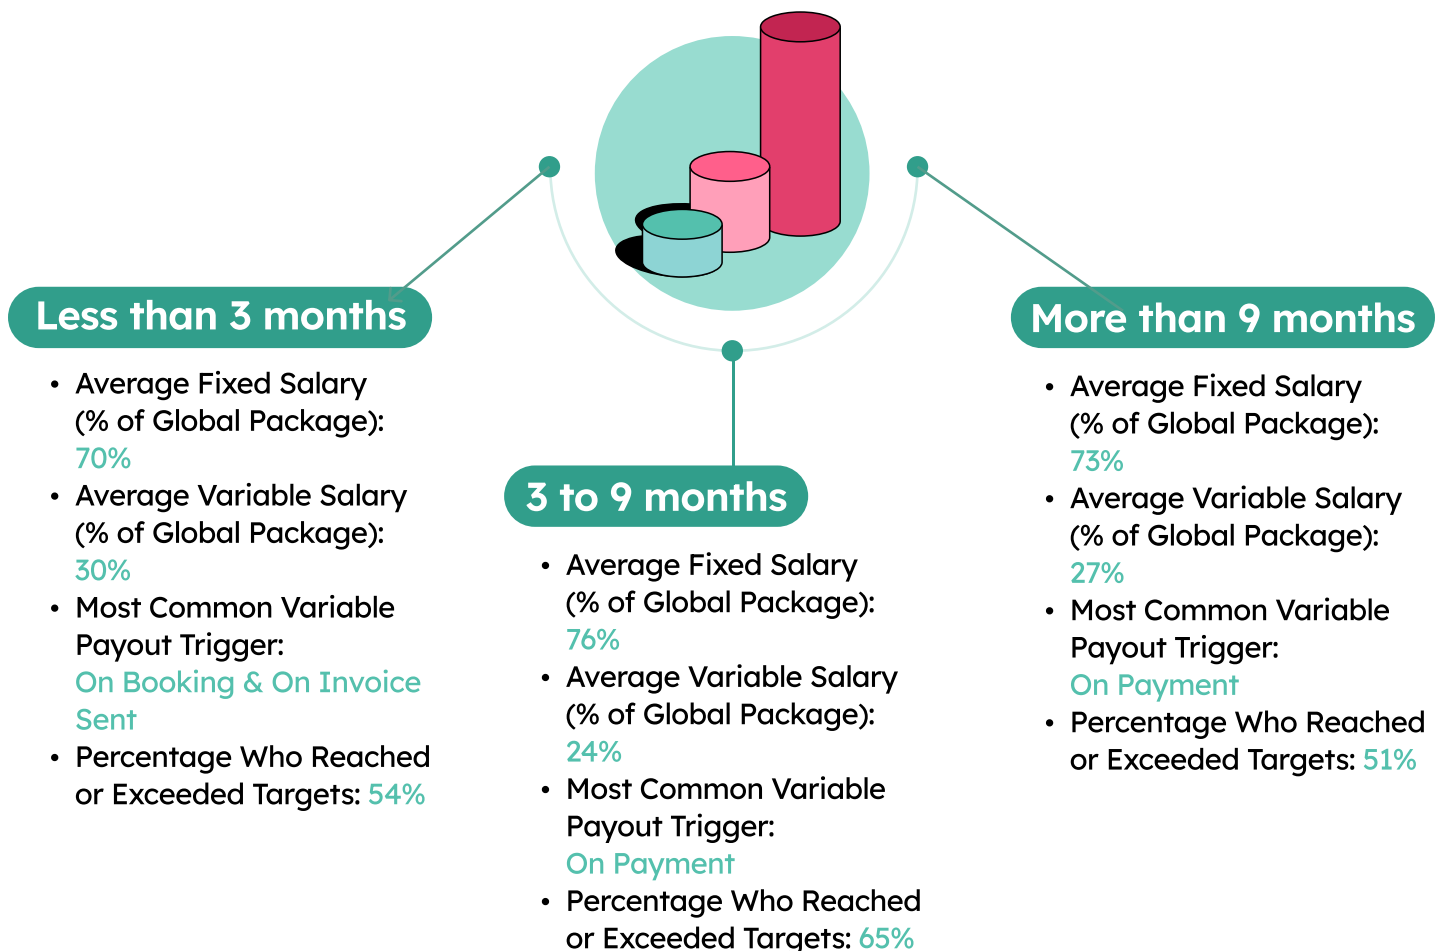 Less than 3 months
• Average Fixed Salary
(% of Global Package):
70%
• Average Variable Salary
(% of Global Package):
30%
• Most Common Variable
Payout Trigger:
On Booking & On Invoice
Sent
• Percentage Who Reached
or Exceeded Targets: 54%
3 to 9 months
• Average Fixed Salary
(% of Global Package):
76%
• Average Variable Salary
(% of Global Package):
24%
• Most Common Variable
Payout Trigger:
On Payment
• Percentage Who Reached
or Exceeded Targets: 65%
More than 9 months
• Average Fixed Salary
(% of Global Package):
73%
• Average Variable Salary
(% of Global Package):
27%
• Most Common Variable
Payout Trigger:
On Payment
• Percentage Who Reached
or Exceeded Targets: 51%